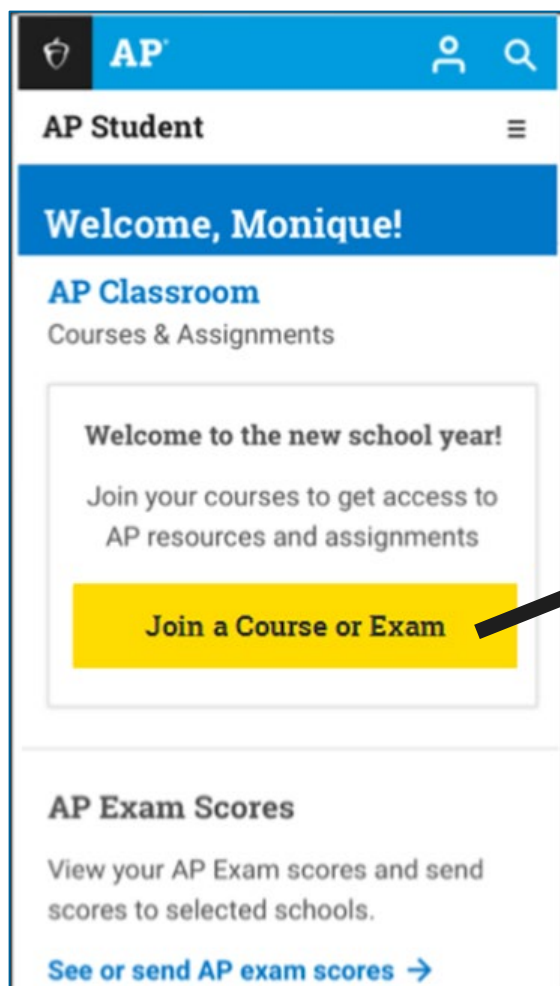 AP®
AP Student
Welcome, Monique!
AP Classroom
Courses & Assignments
Welcome to the new school year!
Join your courses to get access to
AP resources and assignments
Join a Course or Exam
AP Exam Scores
View your AP Exam scores and send
scores to selected schools.
See or send AP exam scores →